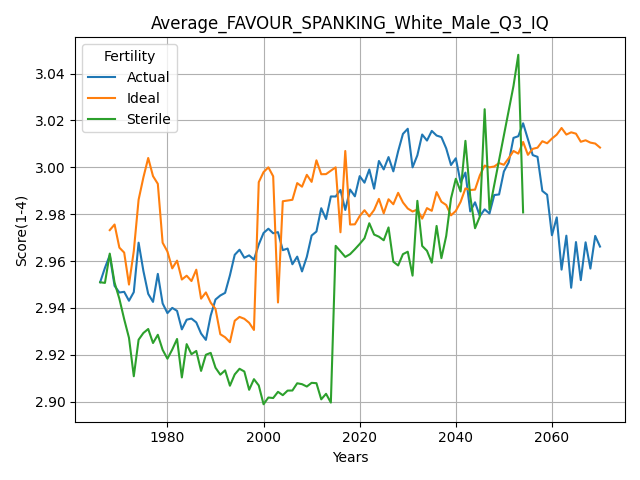 Average_FAVOUR_SPANKING_White_Male_Q3_IQ
Fertility
Actual
Ideal
Sterile
3.04
3.02
3.00
2.98
2.96
2.94
2.92
2.90
Score(1-4)
1980
2000
2020
2040
2060
Years